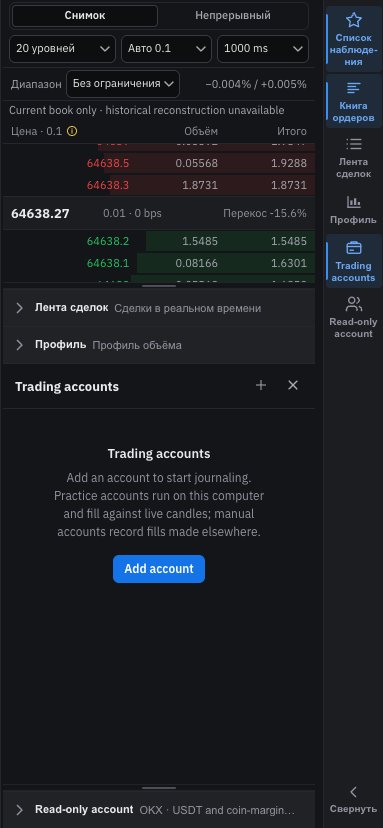 Снимок
Непрерывный
20 уровней
Авто 0.1
1000 ms
Диапазон
Без ограничения
−0.004% / +0.005%
Current book only · historical reconstruction unavailable
Цена · 0.1
Объём
Итого
64638.5 0.05568 1.9288
64638.3 1.8731 1.8731
64638.27 0.01 · 0 bps Перекос -15.6%
64638.2 1.5485 1.5485
64638.1 0.08166 1.6301
Лента сделок Сделки в реальном времени
Профиль Профиль объёма
Trading accounts
Trading accounts
Add an account to start journaling.
Practice accounts run on this computer
and fill against live candles; manual
accounts record fills made elsewhere.
Add account
Read-only account OKX · USDT and coin-margin...
Список
наблюде-
ния
Книга
ордеров
Лента
сделок
Профиль
Trading
accounts
Read-only
account
Свернуть